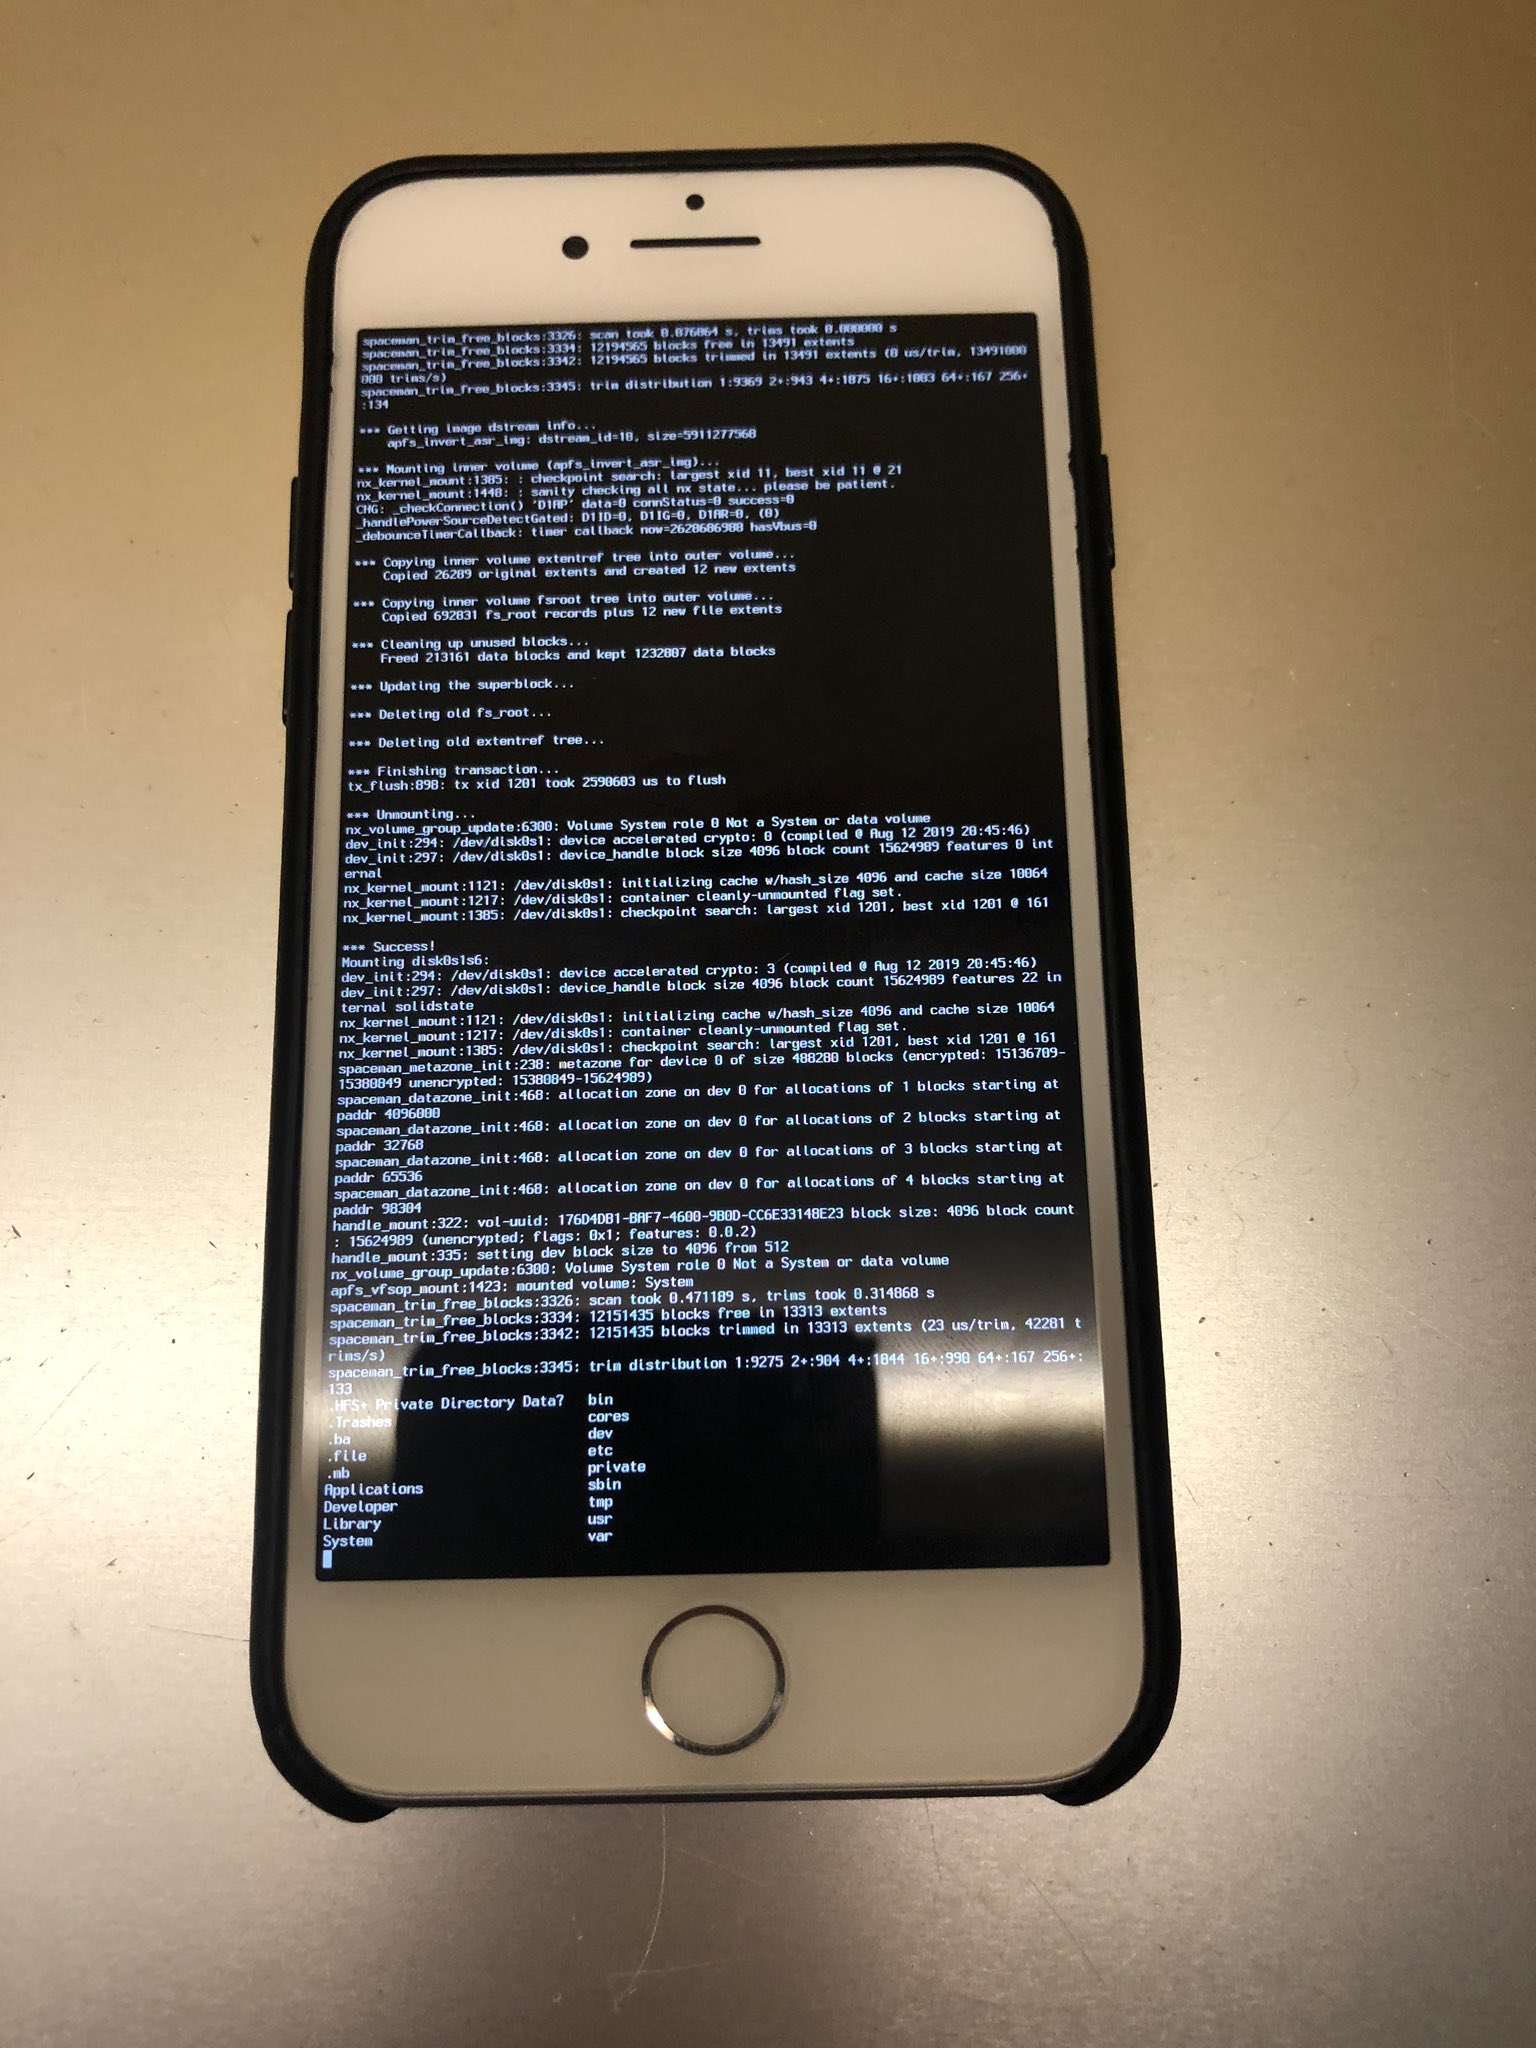 spaceman_trim_free_blocks:3326: scan took 0.076064 s, trims took 0.000000 s
spaceman_trim_free_blocks:3334: 12194565 blocks free in 13491 extents
spaceman_trim_free_blocks:3342: 12194565 blocks trimmed in 13491 extents (0 us/trim, 13491000
000 trims/s)
spaceman_trim_free_blocks:3345: trim distribution 1:9369 2+:943 4+:1875 16+:1003 64+:167 256+
:134
*** Getting image dstream info...
apfs_invert_asr_img: dstream_id=18, size=5911277568
*** Mounting inner volume (apfs_invert_asr_img)...
nx_kernel_mount:1385: : checkpoint search: largest xid 11, best xid 11 @ 21
nx_kernel_mount:1448: : sanity checking all nx state... please be patient.
CHG: _checkConnection() 'D1AP' data=0 connStatus=0 success=0
_handlePowerSourceDetectGated: D1ID=0, D1IG=0, D1AR=0, (0)
_debounceTimerCallback: timer callback now=2628686988 hasVbus=0
*** Copying inner volume extentref tree into outer volume...
Copied 26289 original extents and created 12 new extents
*** Copying inner volume fsroot tree into outer volume...
Copied 692831 fs_root records plus 12 new file extents
*** Cleaning up unused blocks...
Freed 213161 data blocks and kept 1232807 data blocks
*** Updating the superblock...
*** Deleting old fs_root...
*** Deleting old extentref tree...
*** Finishing transaction...
tx_flush:898: tx xid 1201 took 2590603 us to flush
*** Unmounting...
nx_volume_group_update:6300: Volume System role 0 Not a System or data volume
dev_init:294: /dev/disk0s1: device accelerated crypto: 0 (compiled @ Aug 12 2019 20:45:46)
dev_init:297: /dev/disk0s1: device_handle block size 4096 block count 15624989 features 0 int
ernal
nx_kernel_mount:1121: /dev/disk0s1: initializing cache w/hash_size 4096 and cache size 10064
nx_kernel_mount:1217: /dev/disk0s1: container cleanly-unmounted flag set.
nx_kernel_mount:1385: /dev/disk0s1: checkpoint search: largest xid 1201, best xid 1201 @ 161
*** Success!
Mounting disk0s1s6:
dev_init:294: /dev/disk0s1: device accelerated crypto: 3 (compiled @ Aug 12 2019 20:45:46)
dev_init:297: /dev/disk0s1: device_handle block size 4096 block count 15624989 features 22 in
ternal solidstate
nx_kernel_mount:1121: /dev/disk0s1: initializing cache w/hash_size 4096 and cache size 10064
nx_kernel_mount:1217: /dev/disk0s1: container cleanly-unmounted flag set.
nx_kernel_mount:1385: /dev/disk0s1: checkpoint search: largest xid 1201, best xid 1201 @ 161
spaceman_metazone_init:238: metazone for device 0 of size 488280 blocks (encrypted: 15136709-
15380849 unencrypted: 15380849-15624989)
spaceman_datazone_init:468: allocation zone on dev 0 for allocations of 1 blocks starting at
paddr 4096000
spaceman_datazone_init:468: allocation zone on dev 0 for allocations of 2 blocks starting at
paddr 32768
spaceman_datazone_init:468: allocation zone on dev 0 for allocations of 3 blocks starting at
paddr 65536
spaceman_datazone_init:468: allocation zone on dev 0 for allocations of 4 blocks starting at
paddr 98304
handle_mount:322: vol-uuid: 176D4DB1-BAF7-4600-9B0D-CC6E33148E23 block size: 4096 block count
: 15624989 (unencrypted; flags: 0x1; features: 0.0.2)
handle_mount:335: setting dev block size to 4096 from 512
nx_volume_group_update:6300: Volume System role 0 Not a System or data volume
apfs_vfsop_mount:1423: mounted volume: System
spaceman_trim_free_blocks:3326: scan took 0.471189 s, trims took 0.314868 s
spaceman_trim_free_blocks:3334: 12151435 blocks free in 13313 extents
spaceman_trim_free_blocks:3342: 12151435 blocks trimmed in 13313 extents (23 us/trim, 42281 t
rims/s)
spaceman_trim_free_blocks:3345: trim distribution 1:9275 2+:904 4+:1844 16+:990 64+:167 256+:
133
.HFS+ Private Directory Data? bin
.Trashes cores
.ba dev
.file etc
.mb private
Applications sbin
Developer tmp
Library usr
System var